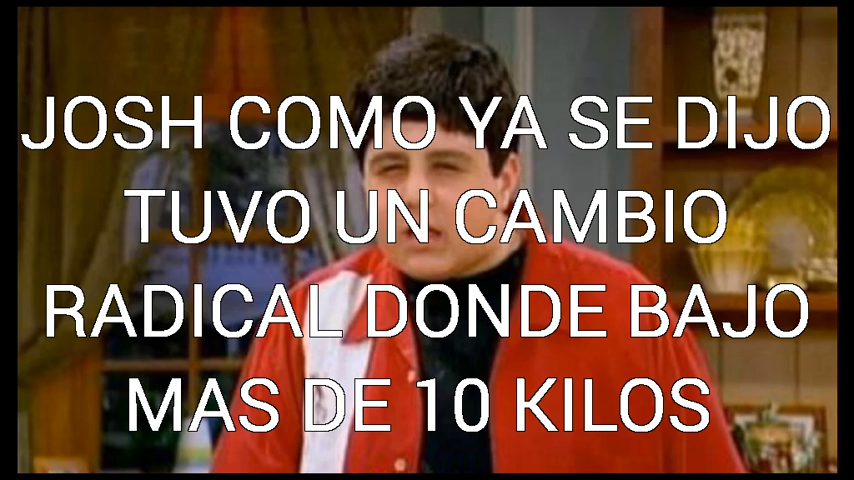 JOSH COMO YA SE DIJO
TUVO UN CAMBIO
RADICAL DONDE BAJO
MAS DE 10 KILOS